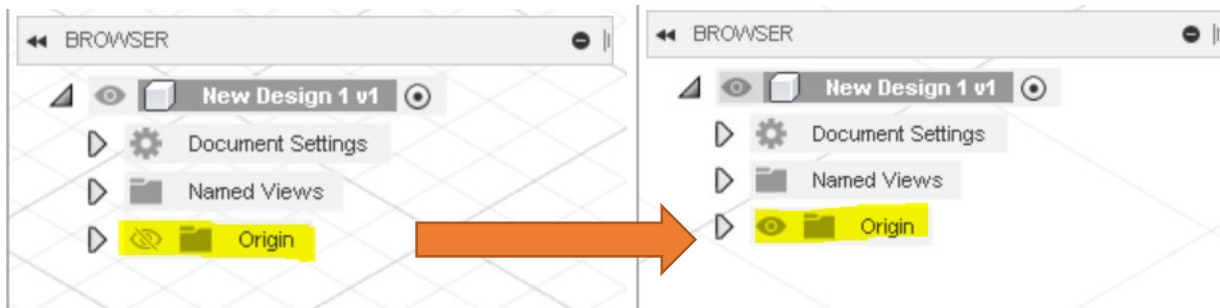 BROWSER
New Design 1 v1
Document Settings
Named Views
Origin
BROWSER
New Design 1 v1
Document Settings
Named Views
Origin